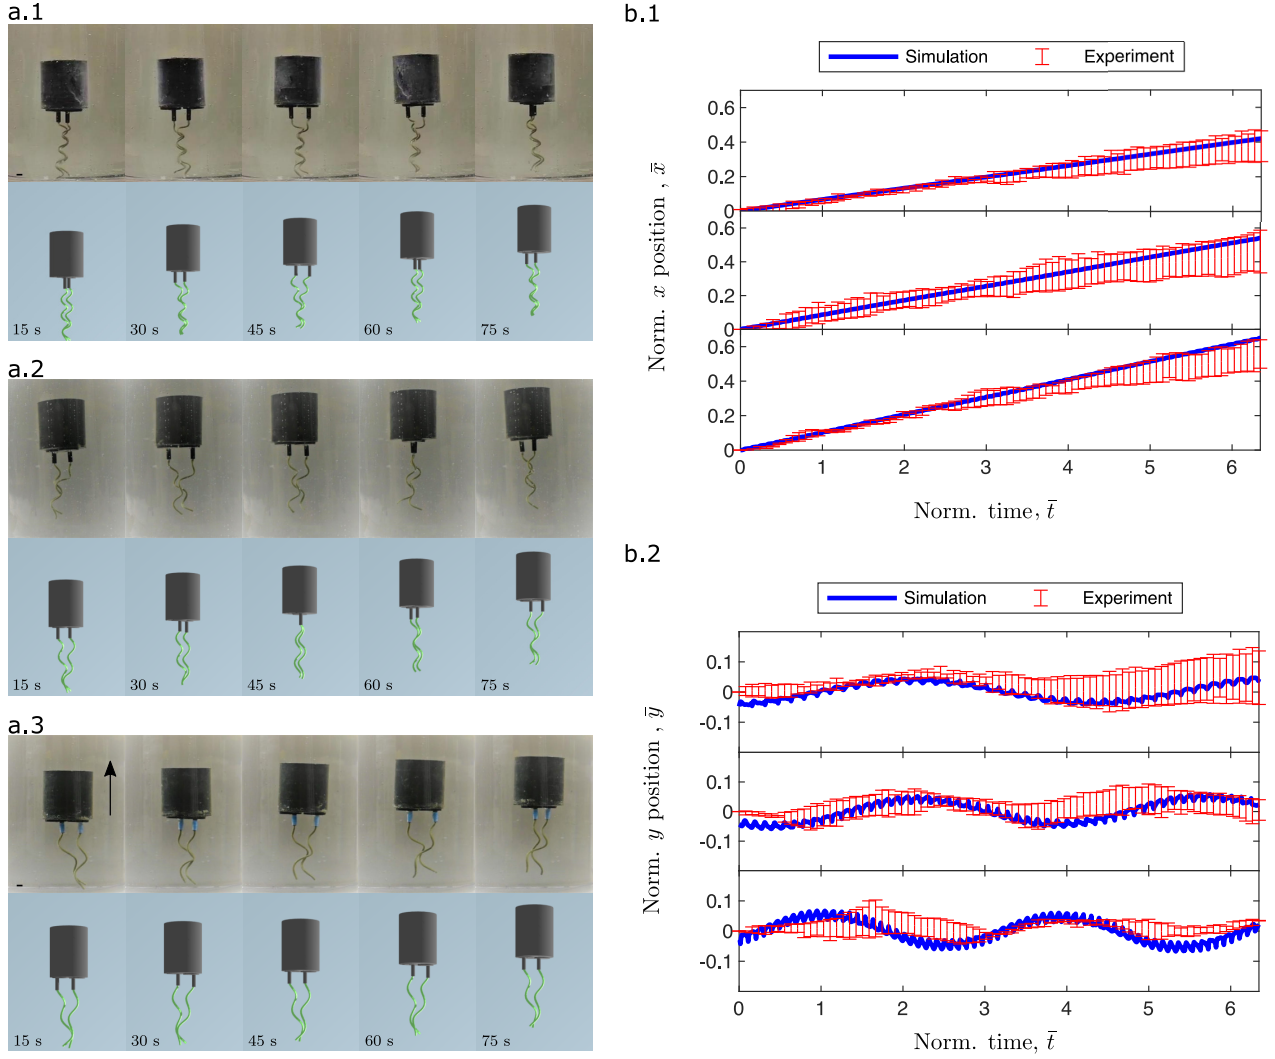 a.1
15 s
30 s
45 s
60 s
75 s
a.2
15 s
30 s
45 s
60 s
75 s
a.3
15 s
30 s
45 s
60 s
75 s
b.1
Simulation
Experiment
0.6
0.4
0.2
0
0.6
0.4
0.2
0
0.6
0.4
0.2
0
0 1 2 3 4 5 6
Norm. x position , x̄
Norm. time, t̄
b.2
Simulation
Experiment
0.1
0
-0.1
0.1
0
-0.1
0.1
0
-0.1
0 1 2 3 4 5 6
Norm. y position , ȳ
Norm. time, t̄